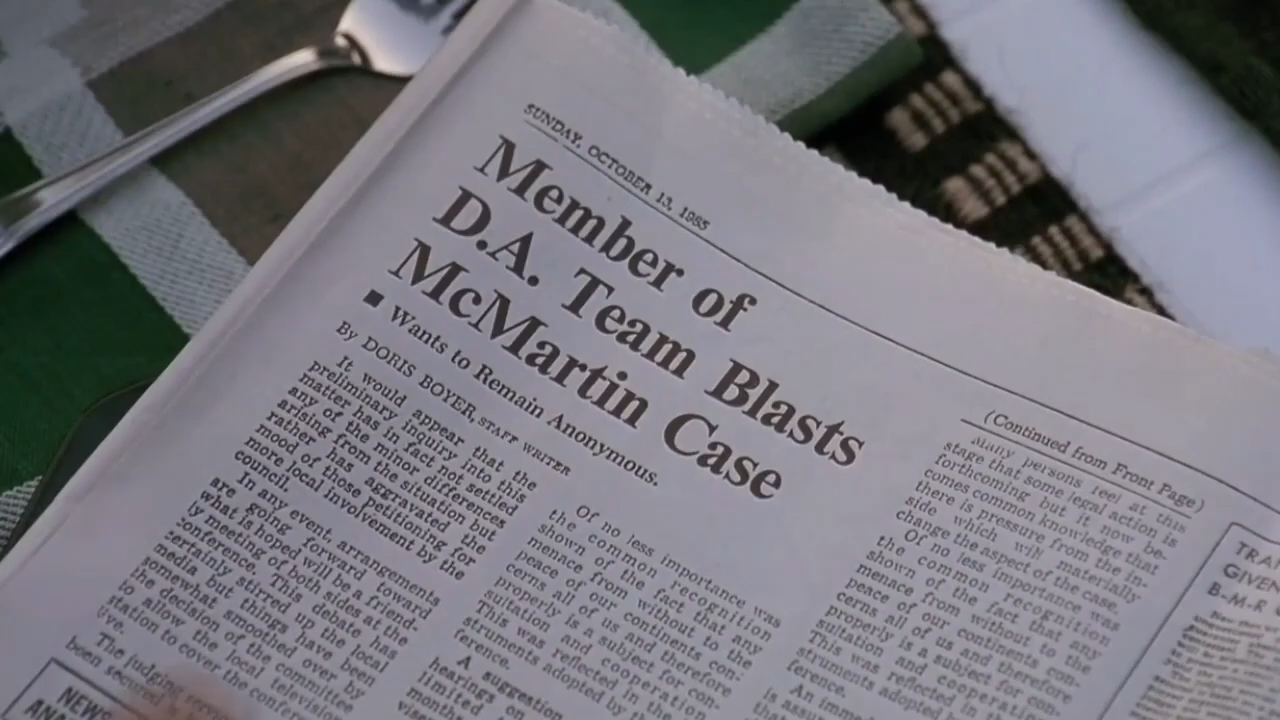 SUNDAY, OCTOBER 13, 1985
Member of
D.A. Team Blasts
McMartin Case
■ Wants to Remain Anonymous.
By DORIS BOYER, STAFF WRITER
It would appear that the
preliminary inquiry into this
matter has in fact not settled
any of the minor differences
arising from the situation but
rather has aggravated the
mood of those petitioning for
more local involvement by the
council.
In any event, arrangements
are going forward toward
what is hoped will be a friend-
ly meeting of both sides at the
conference. This debate has
certainly stirred up the local
media, but things have been
somewhat smoothed over by
the decision of the committee
to allow the local television
station to cover the conference
live.
The judging
been secured
NEWS
Of no less importance was
the common recognition
shown of the fact that any
menace from without to the
peace of our continents con-
cerns all of us and therefore
properly is a subject for con-
sultation and cooperation.
This was reflected in the
struments adopted by
ference.
A suggestion
hearings on
limited
months
(Continued from Front Page)
Many persons feel at this
stage that some legal action is
forthcoming but it now be-
comes common knowledge that
there is pressure from the in-
side which will materially
change the aspect of the case.
Of no less importance was
the common recognition
shown of the fact that any
menace from without to the
peace of our continents con-
cerns all of us and therefore
properly is a subject for con-
sultation and cooperation.
This was reflected in
struments adopted
ference.
An
is
GIVEN
B-M-R